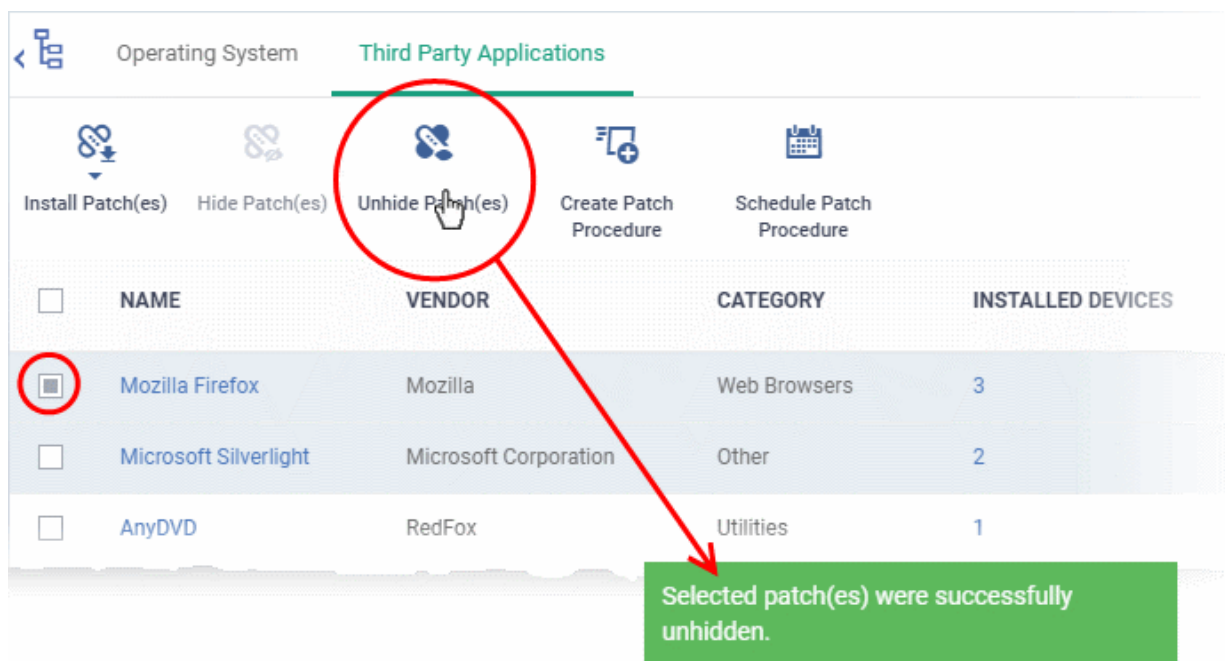 Operating System Third Party Applications
Install Patch(es) Hide Patch(es) Unhide Patch(es) Create Patch Procedure Schedule Patch Procedure
NAME VENDOR CATEGORY INSTALLED DEVICES
Mozilla Firefox Mozilla Web Browsers 3
Microsoft Silverlight Microsoft Corporation Other 2
AnyDVD RedFox Utilities 1
Selected patch(es) were successfully
unhidden.